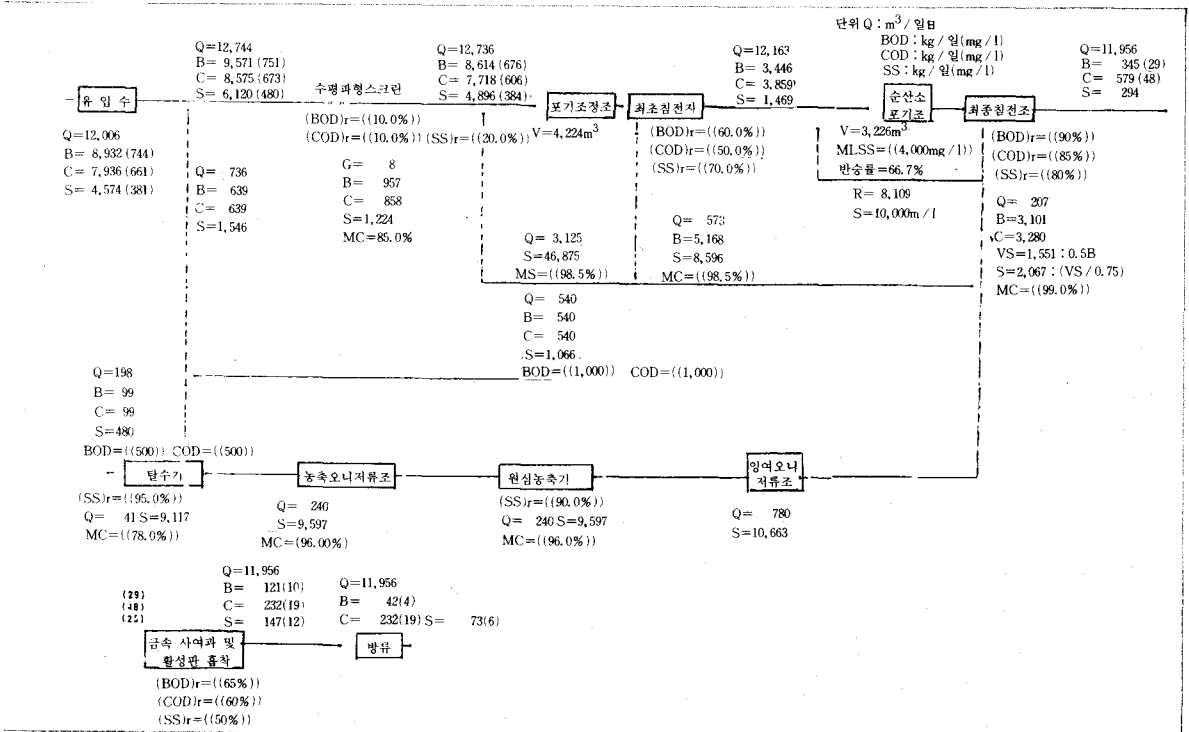 단위 Q : m³ / 일日
BOD : kg / 일(mg / l)
COD : kg / 일(mg / l)
SS : kg / 일(mg / l)
Q=12,744
B= 9,571 (751)
C= 8,575 (673)
S= 6,120 (480)
수평파형스크린
Q=12,736
B= 8,614 (676)
C= 7,718 (606)
S= 4,896 (384)
Q=12,163
B= 3,446
C= 3,859
S= 1,469
Q=11,956
B= 345 (29)
C= 579 (48)
S= 294
유 입 수
포기조정조
최초침전자
순산소
포기조
최종침전조
Q=12,006
B= 8,932 (744)
C= 7,936 (661)
S= 4,574 (381)
Q= 736
B= 639
C= 639
S=1,546
(BOD)r=((10.0%))
(COD)r=((10.0%)) (SS)r=((20.0%))
G= 8
B= 957
C= 858
S=1,224
MC=85.0%
V=4,224m³
(BOD)r=((60.0%))
(COD)r=((50.0%))
(SS)r=((70.0%))
V=3,226m³
MLSS=((4,000mg/l))
반송률=66.7%
R= 8,109
S=10,000m / l
(BOD)r=((90%))
(COD)r=((85%))
(SS)r=((80%))
Q= 207
B=3,101
C=3,280
VS=1,551 : 0.5B
S=2,067 : (VS / 0.75)
MC=((99.0%))
Q= 3,125
S=46,875
MS=((98.5%))
Q= 573
B=5,168
S=8,596
MC=((98.5%))
Q= 540
B= 540
C= 540
S=1,066
BOD=((1,000)) COD=((1,000))
Q=198
B= 99
C= 99
S=480
BOD=((500)) COD=((500))
탈수기
농축오니저류조
원심농축기
잉여오니
저류조
(SS)r=((95.0%))
Q= 41 S=9,117
MC=((78.0%))
Q= 240
S=9,597
MC=(96.00%)
(SS)r=((90.0%))
Q= 240 S=9,597
MC=((96.0%))
Q= 780
S=10,663
(29)
(48)
Q=11,956
B= 121(10)
C= 232(19)
S= 147(12)
Q=11,956
B= 42(4)
C= 232(19) S= 73(6)
금속 사여과 및
활성판 흡착
방류
(BOD)r=((65%))
(COD)r=((60%))
(SS)r=((50%))